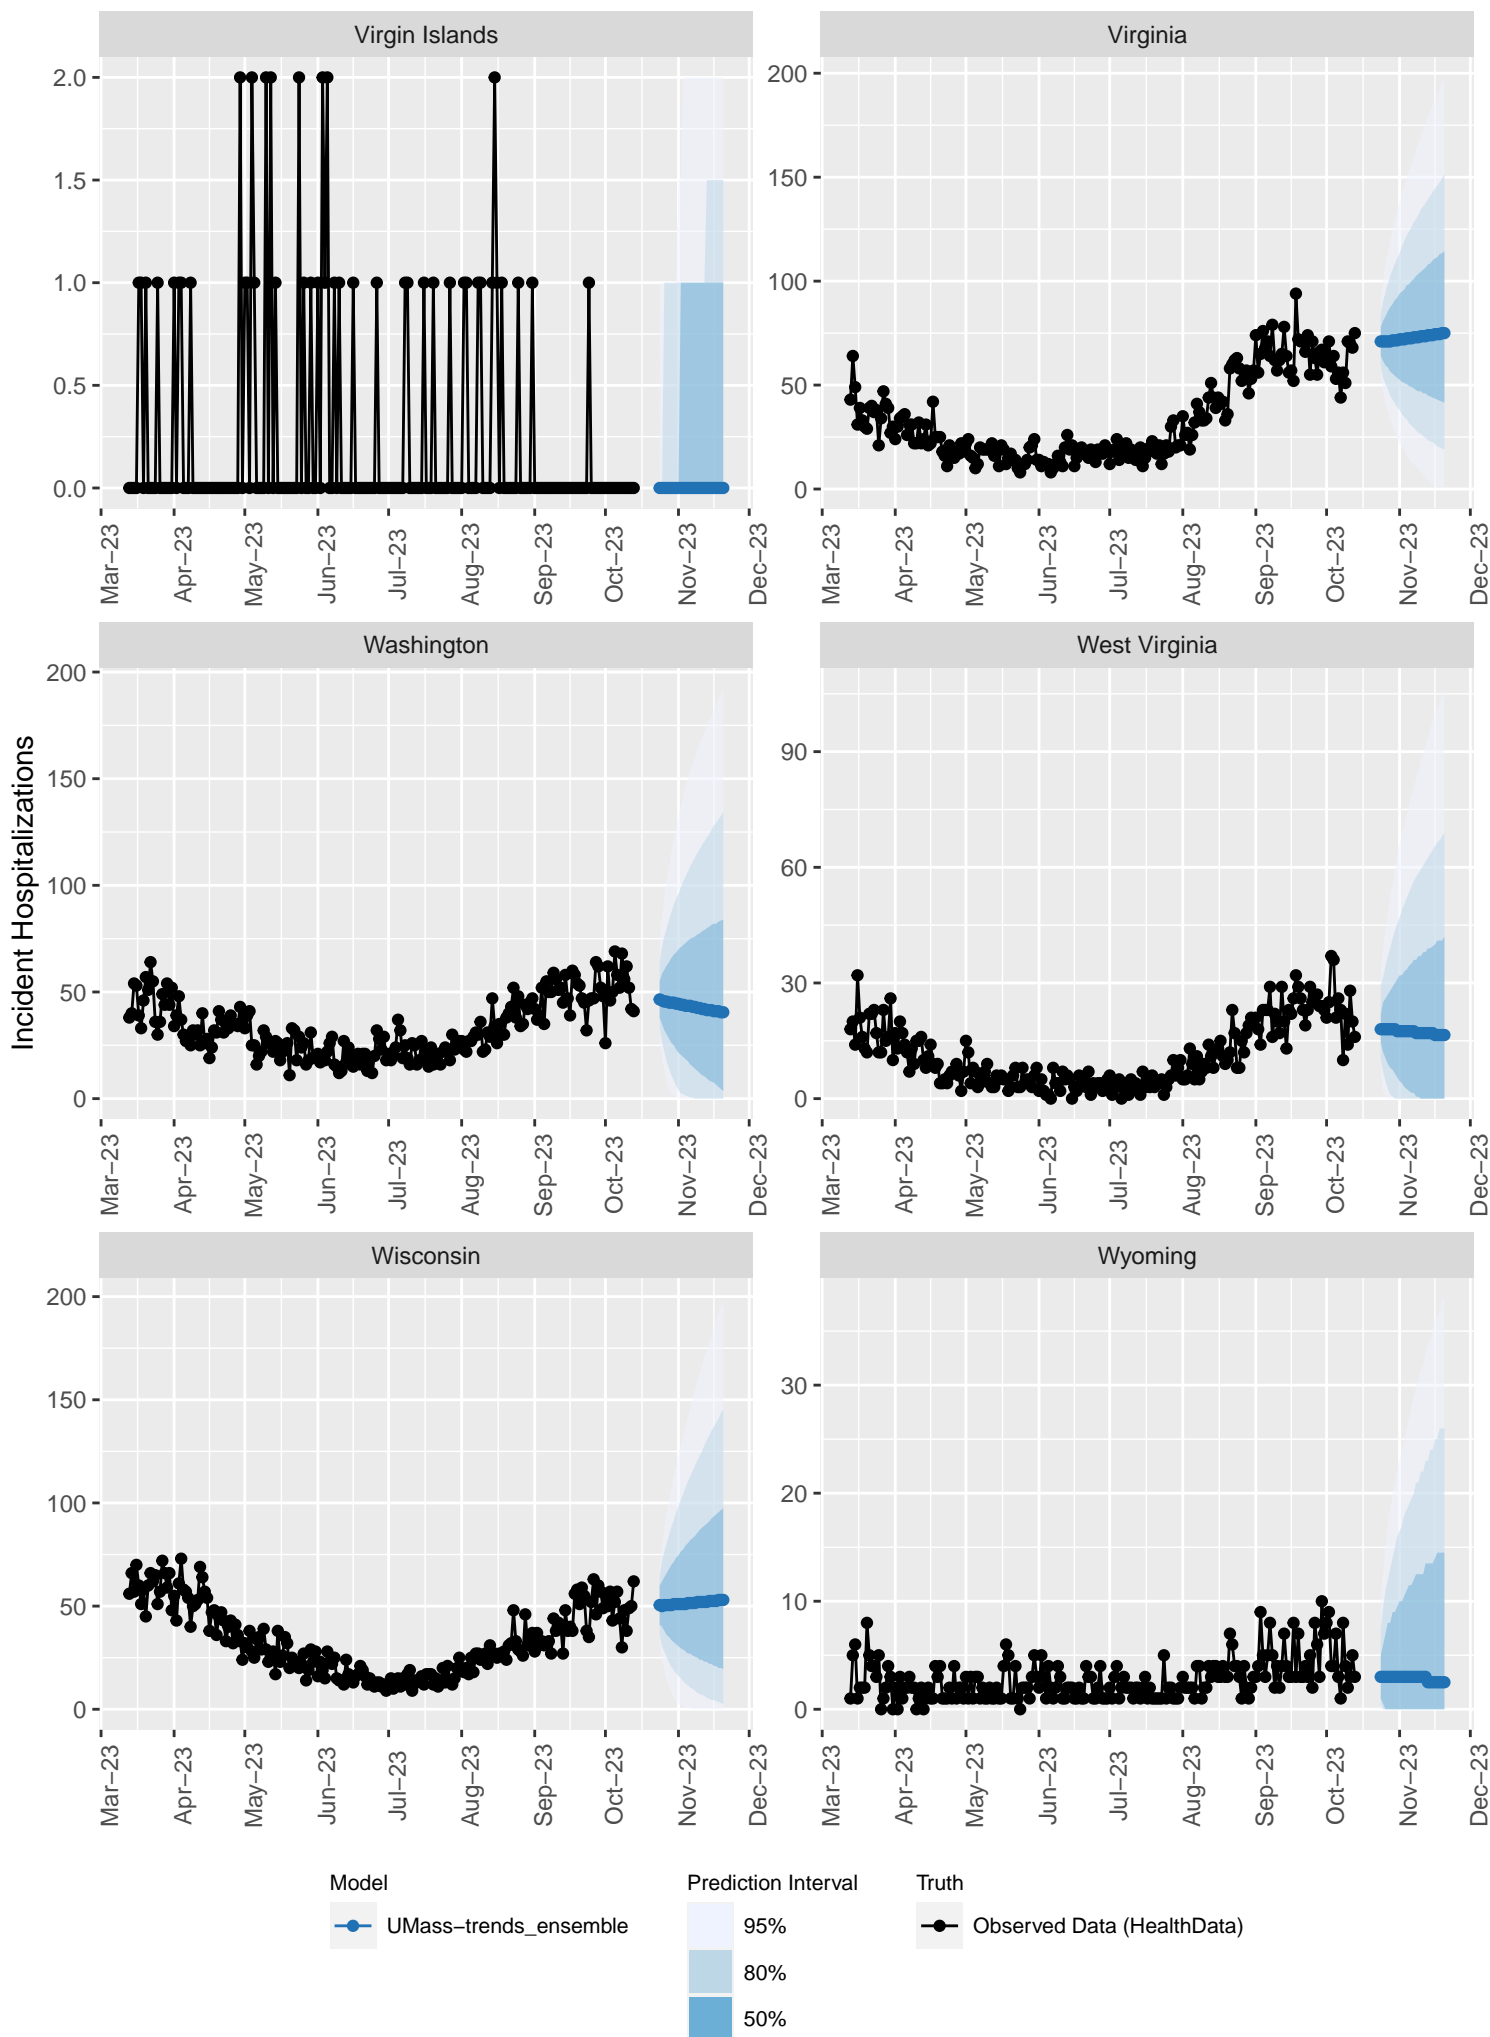 Virgin Islands
Virginia
2.0
1.5
1.0
0.5
0.0
200
150
100
50
0
Mar−23
Apr−23
May−23
Jun−23
Jul−23
Aug−23
Sep−23
Oct−23
Nov−23
Dec−23
Mar−23
Apr−23
May−23
Jun−23
Jul−23
Aug−23
Sep−23
Oct−23
Nov−23
Dec−23
Incident Hospitalizations
Washington
West Virginia
200
150
100
50
0
90
60
30
0
Mar−23
Apr−23
May−23
Jun−23
Jul−23
Aug−23
Sep−23
Oct−23
Nov−23
Dec−23
Mar−23
Apr−23
May−23
Jun−23
Jul−23
Aug−23
Sep−23
Oct−23
Nov−23
Dec−23
Wisconsin
Wyoming
200
150
100
50
0
30
20
10
0
Mar−23
Apr−23
May−23
Jun−23
Jul−23
Aug−23
Sep−23
Oct−23
Nov−23
Dec−23
Mar−23
Apr−23
May−23
Jun−23
Jul−23
Aug−23
Sep−23
Oct−23
Nov−23
Dec−23
Model
UMass−trends_ensemble
Prediction Interval
95%
80%
50%
Truth
Observed Data (HealthData)